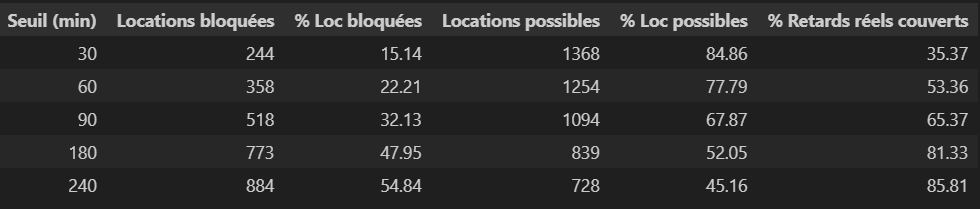 Seuil (min) Locations bloquées % Loc bloquées Locations possibles % Loc possibles % Retards réels couverts
30 244 15.14 1368 84.86 35.37
60 358 22.21 1254 77.79 53.36
90 518 32.13 1094 67.87 65.37
180 773 47.95 839 52.05 81.33
240 884 54.84 728 45.16 85.81